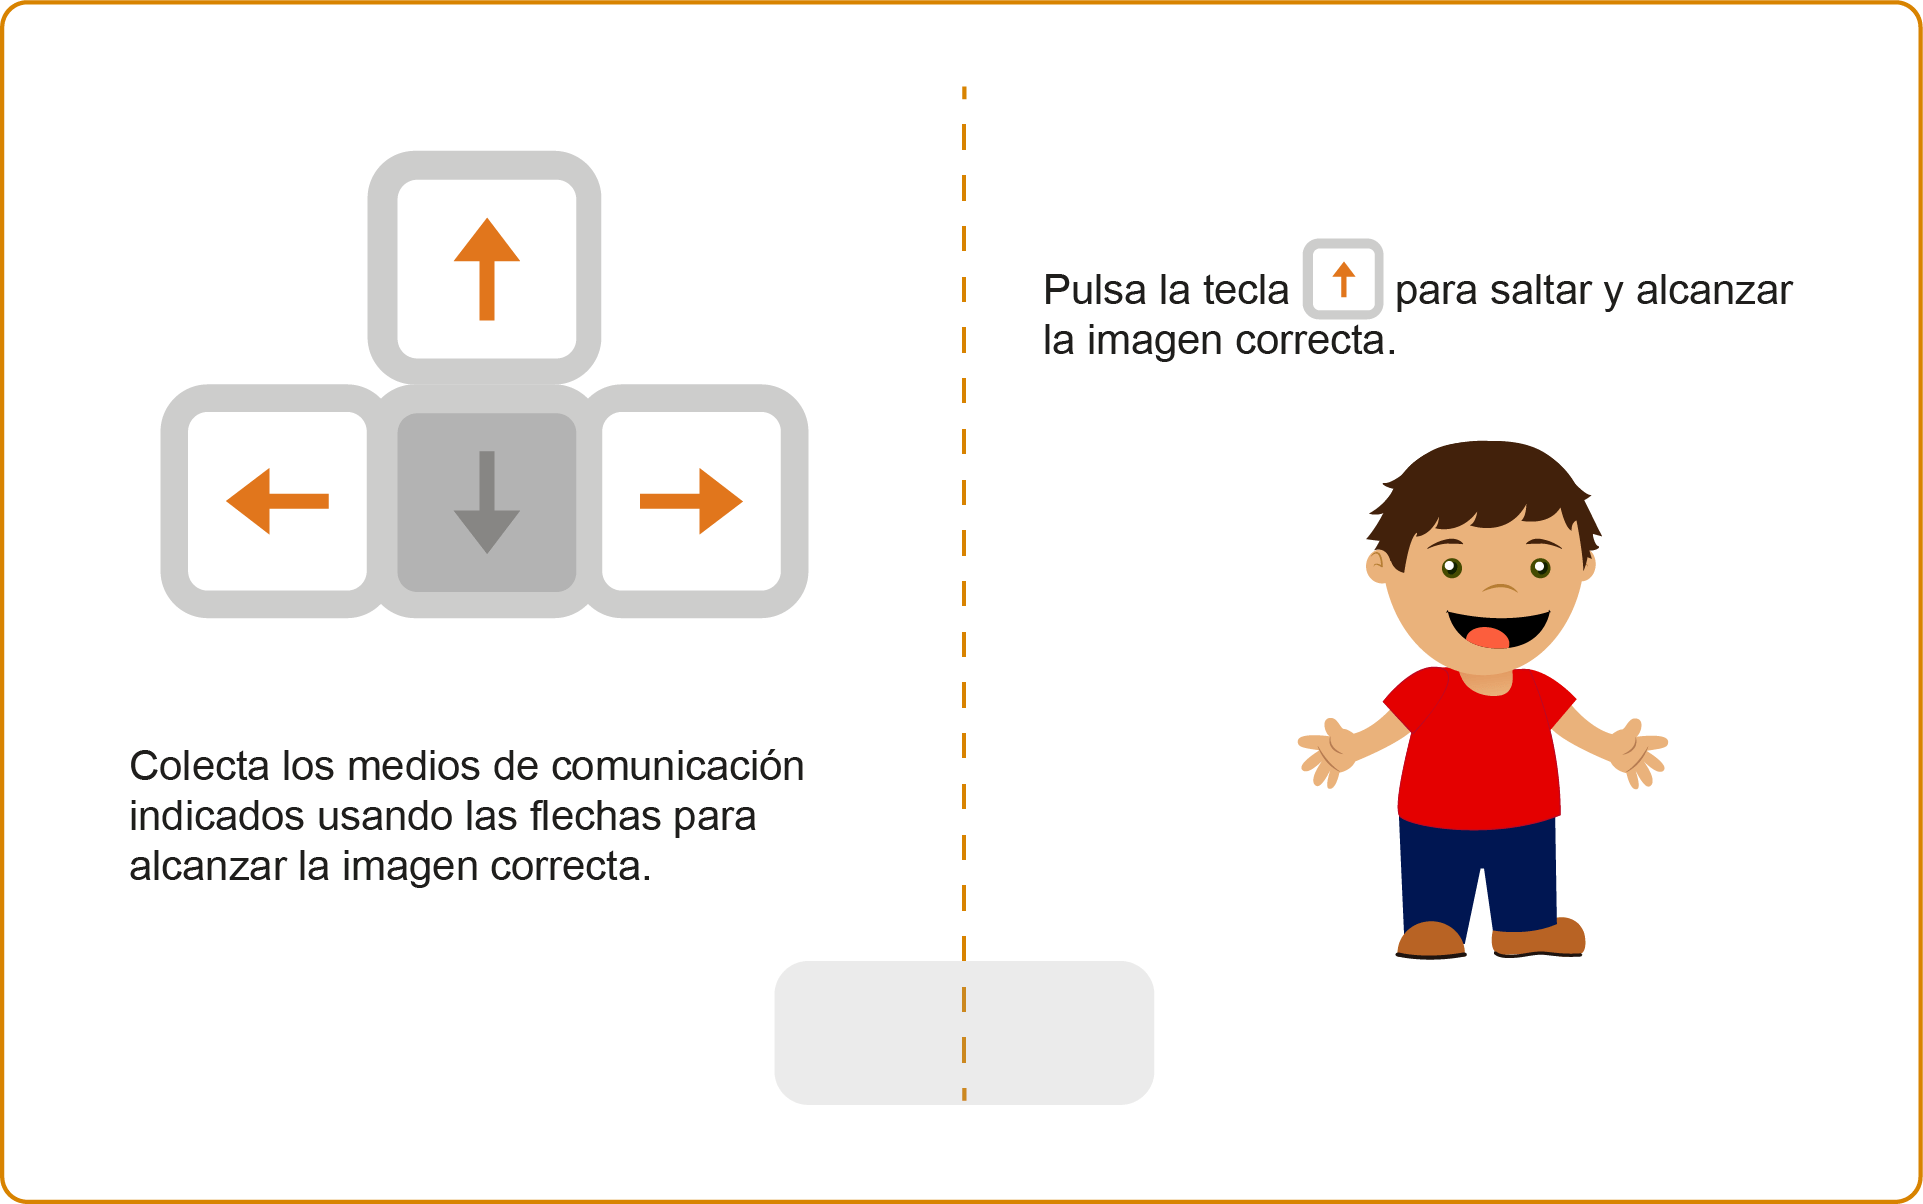 Colecta los medios de comunicación
indicados usando las flechas para
alcanzar la imagen correcta.
Pulsa la tecla para saltar y alcanzar
la imagen correcta.